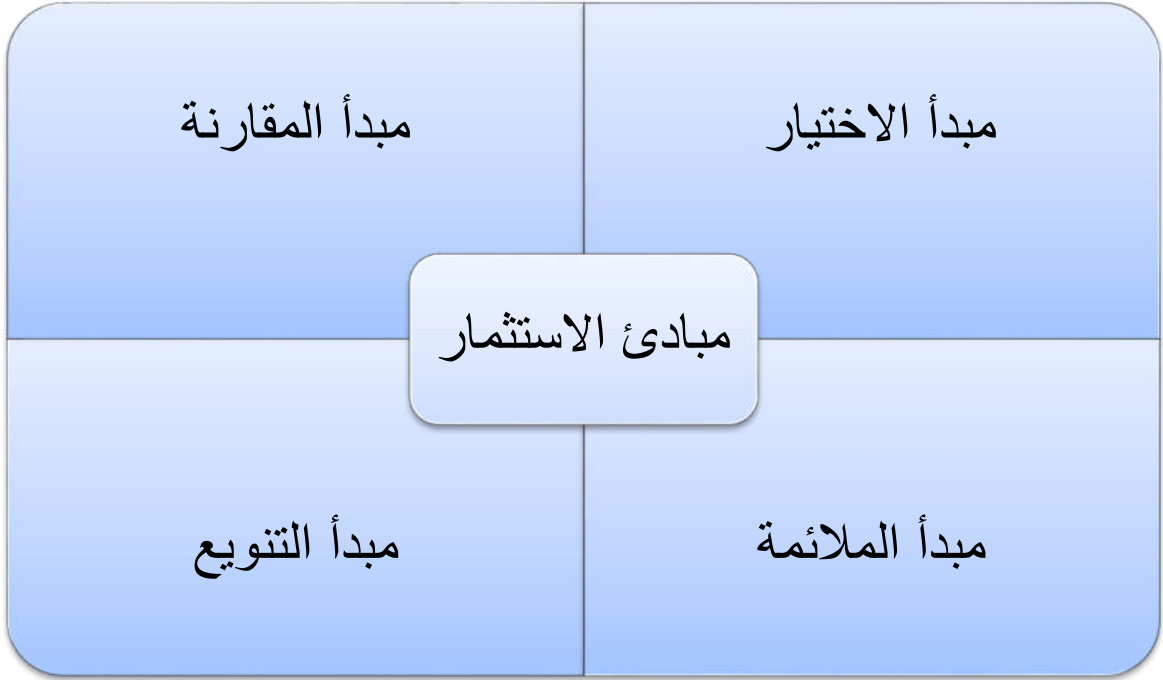 مبدأ الاختيار
مبدأ المقارنة
مبادئ الاستثمار
مبدأ الملائمة
مبدأ التنويع